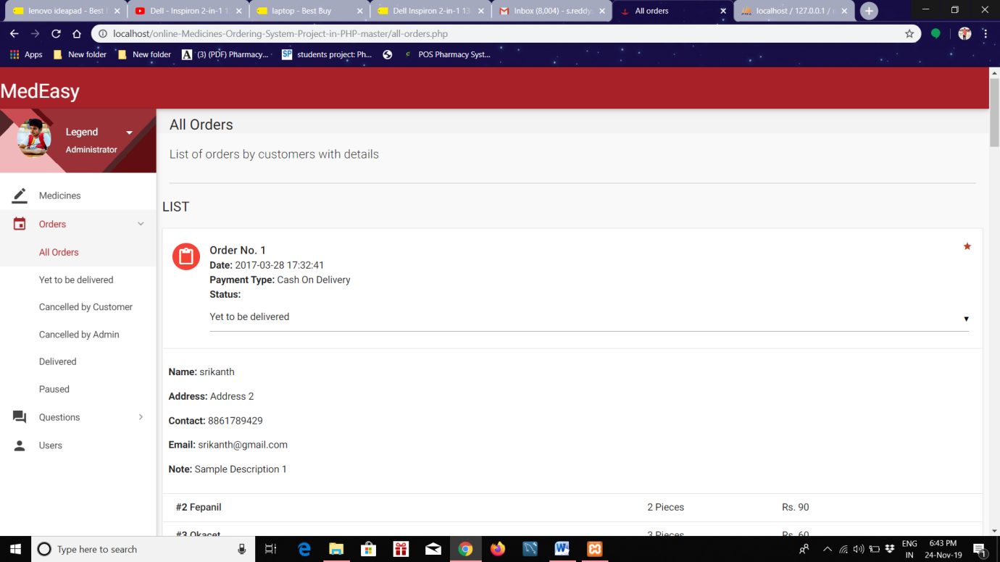 lenovo ideapad - Best
Dell - Inspiron 2-in-1 1
laptop - Best Buy
Dell Inspiron 2-in-1 13
Inbox (8,004) - s.reddy
All orders
localhost / 127.0.0.1 /
localhost/online-Medicines-Ordering-System-Project-in-PHP-master/all-orders.php
Apps
New folder
New folder
A (3) (PDF) Pharmacy...
SP students project: Ph...
POS Pharmacy Syst...
MedEasy
Legend
Administrator
Medicines
Orders
All Orders
Yet to be delivered
Cancelled by Customer
Cancelled by Admin
Delivered
Paused
Questions
Users
All Orders
List of orders by customers with details
LIST
Order No. 1
Date: 2017-03-28 17:32:41
Payment Type: Cash On Delivery
Status:
Yet to be delivered
Name: srikanth
Address: Address 2
Contact: 8861789429
Email: srikanth@gmail.com
Note: Sample Description 1
#2 Fepanil 2 Pieces Rs. 90
#3 Okacet 3 Pieces Rs. 60
Type here to search
ENG
IN
6:43 PM
24-Nov-19
1